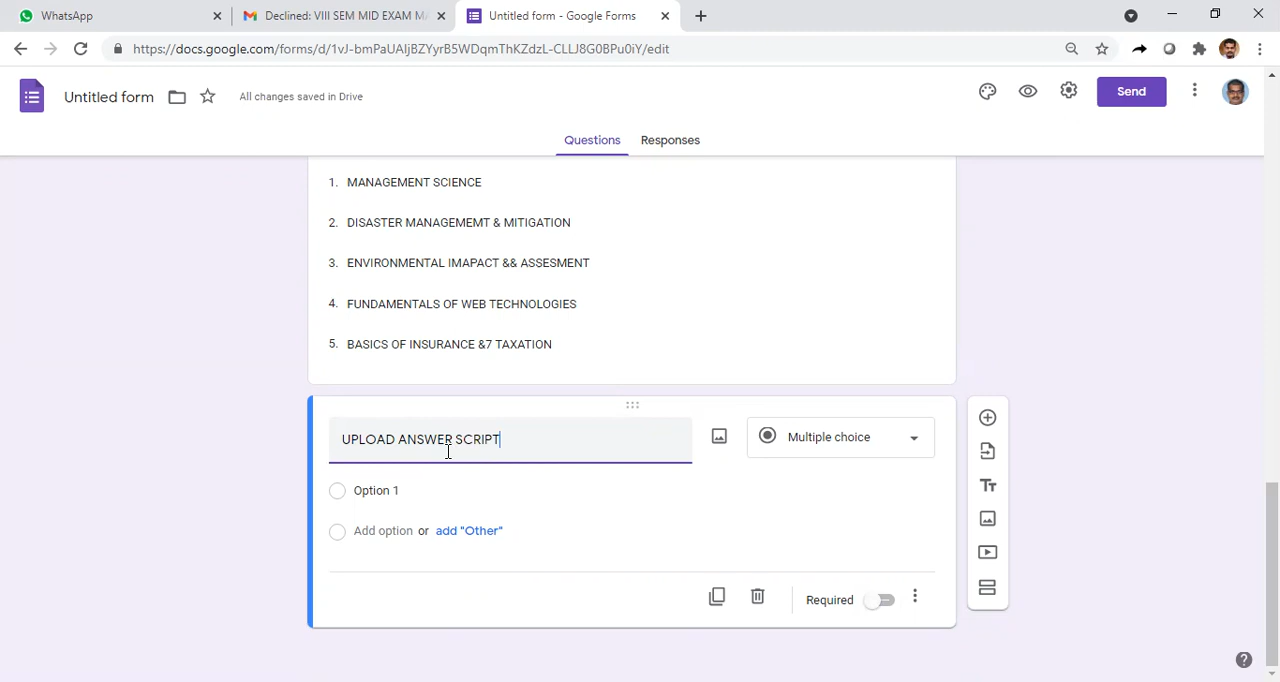 WhatsApp
Declined: VIII SEM MID EXAM MA
Untitled form - Google Forms
https://docs.google.com/forms/d/1vJ-bmPaUAIjBZYyrB5WDqmThKZdzL-CLLJ8G0BPu0iY/edit
Untitled form
All changes saved in Drive
Send
Questions
Responses
1. MANAGEMENT SCIENCE
2. DISASTER MANAGEMEMT & MITIGATION
3. ENVIRONMENTAL IMAPACT && ASSESMENT
4. FUNDAMENTALS OF WEB TECHNOLOGIES
5. BASICS OF INSURANCE &7 TAXATION
UPLOAD ANSWER SCRIPT
Multiple choice
Option 1
Add option or add "Other"
Required